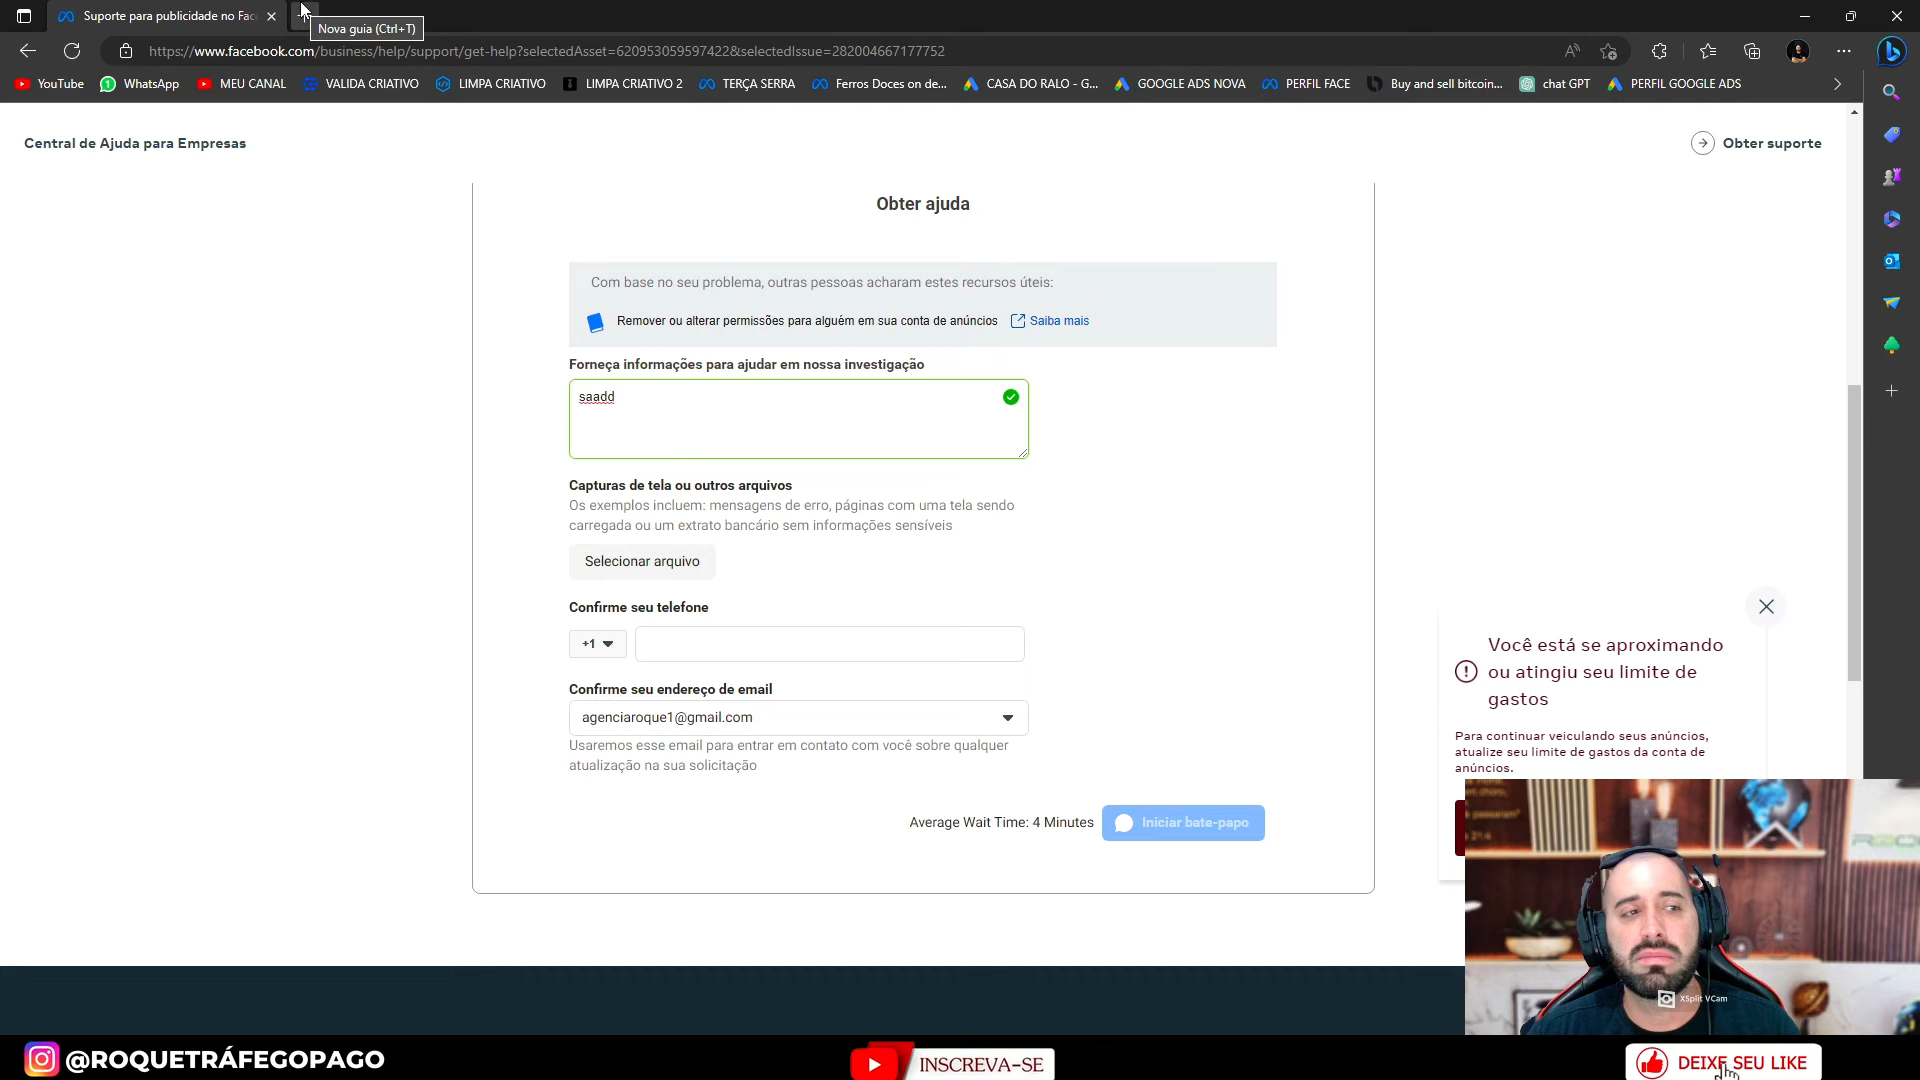 Suporte para publicidade no Fac
Nova guia (Ctrl+T)
https://www.facebook.com/business/help/support/get-help?selectedAsset=620953059597422&selectedIssue=282004667177752
YouTube
WhatsApp
MEU CANAL
VALIDA CRIATIVO
LIMPA CRIATIVO
LIMPA CRIATIVO 2
TERÇA SERRA
Ferros Doces on de...
CASA DO RALO - G...
GOOGLE ADS NOVA
PERFIL FACE
Buy and sell bitcoin...
chat GPT
PERFIL GOOGLE ADS
Central de Ajuda para Empresas
Obter suporte
Obter ajuda
Com base no seu problema, outras pessoas acharam estes recursos úteis:
Remover ou alterar permissões para alguém em sua conta de anúncios
Saiba mais
Forneça informações para ajudar em nossa investigação
saadd
Capturas de tela ou outros arquivos
Os exemplos incluem: mensagens de erro, páginas com uma tela sendo
carregada ou um extrato bancário sem informações sensíveis
Selecionar arquivo
Confirme seu telefone
+1
Confirme seu endereço de email
agenciaroque1@gmail.com
Usaremos esse email para entrar em contato com você sobre qualquer
atualização na sua solicitação
Average Wait Time: 4 Minutes
Iniciar bate-papo
Você está se aproximando
ou atingiu seu limite de
gastos
Para continuar veiculando seus anúncios,
atualize seu limite de gastos da conta de
anúncios.
XSplit VCam
@ROQUETRÁFEGOPAGO
INSCREVA-SE
DEIXE SEU LIKE